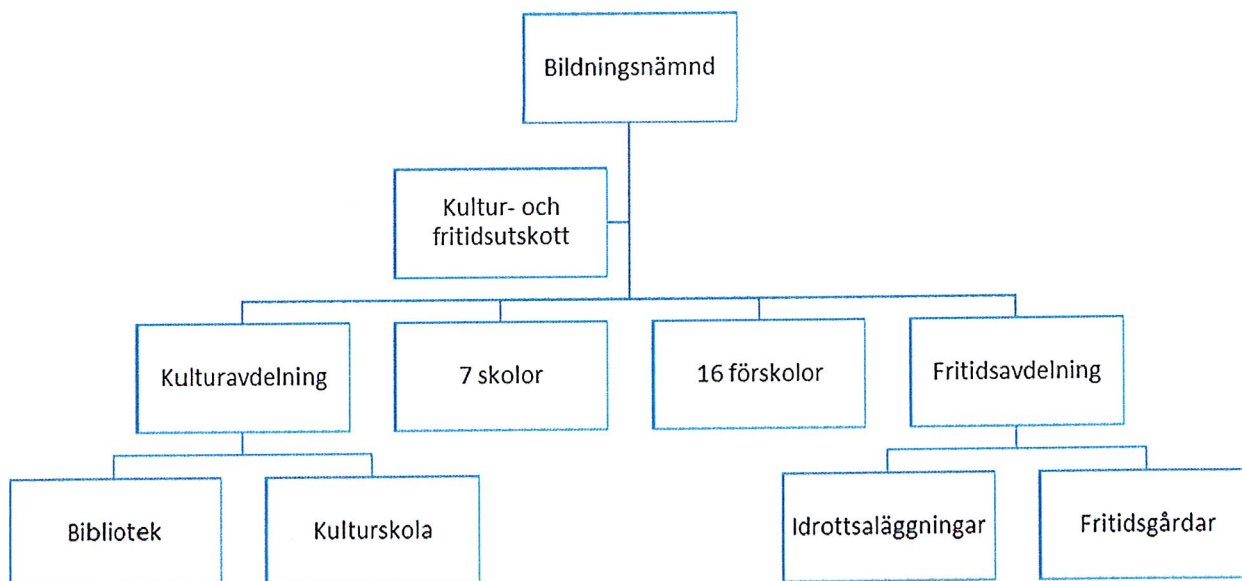 Bildningsnämnd
Kultur- och
fritidsutskott
Kulturavdelning
7 skolor
16 förskolor
Fritidsavdelning
Bibliotek
Kulturskola
Idrottsaläggningar
Fritidsgårdar